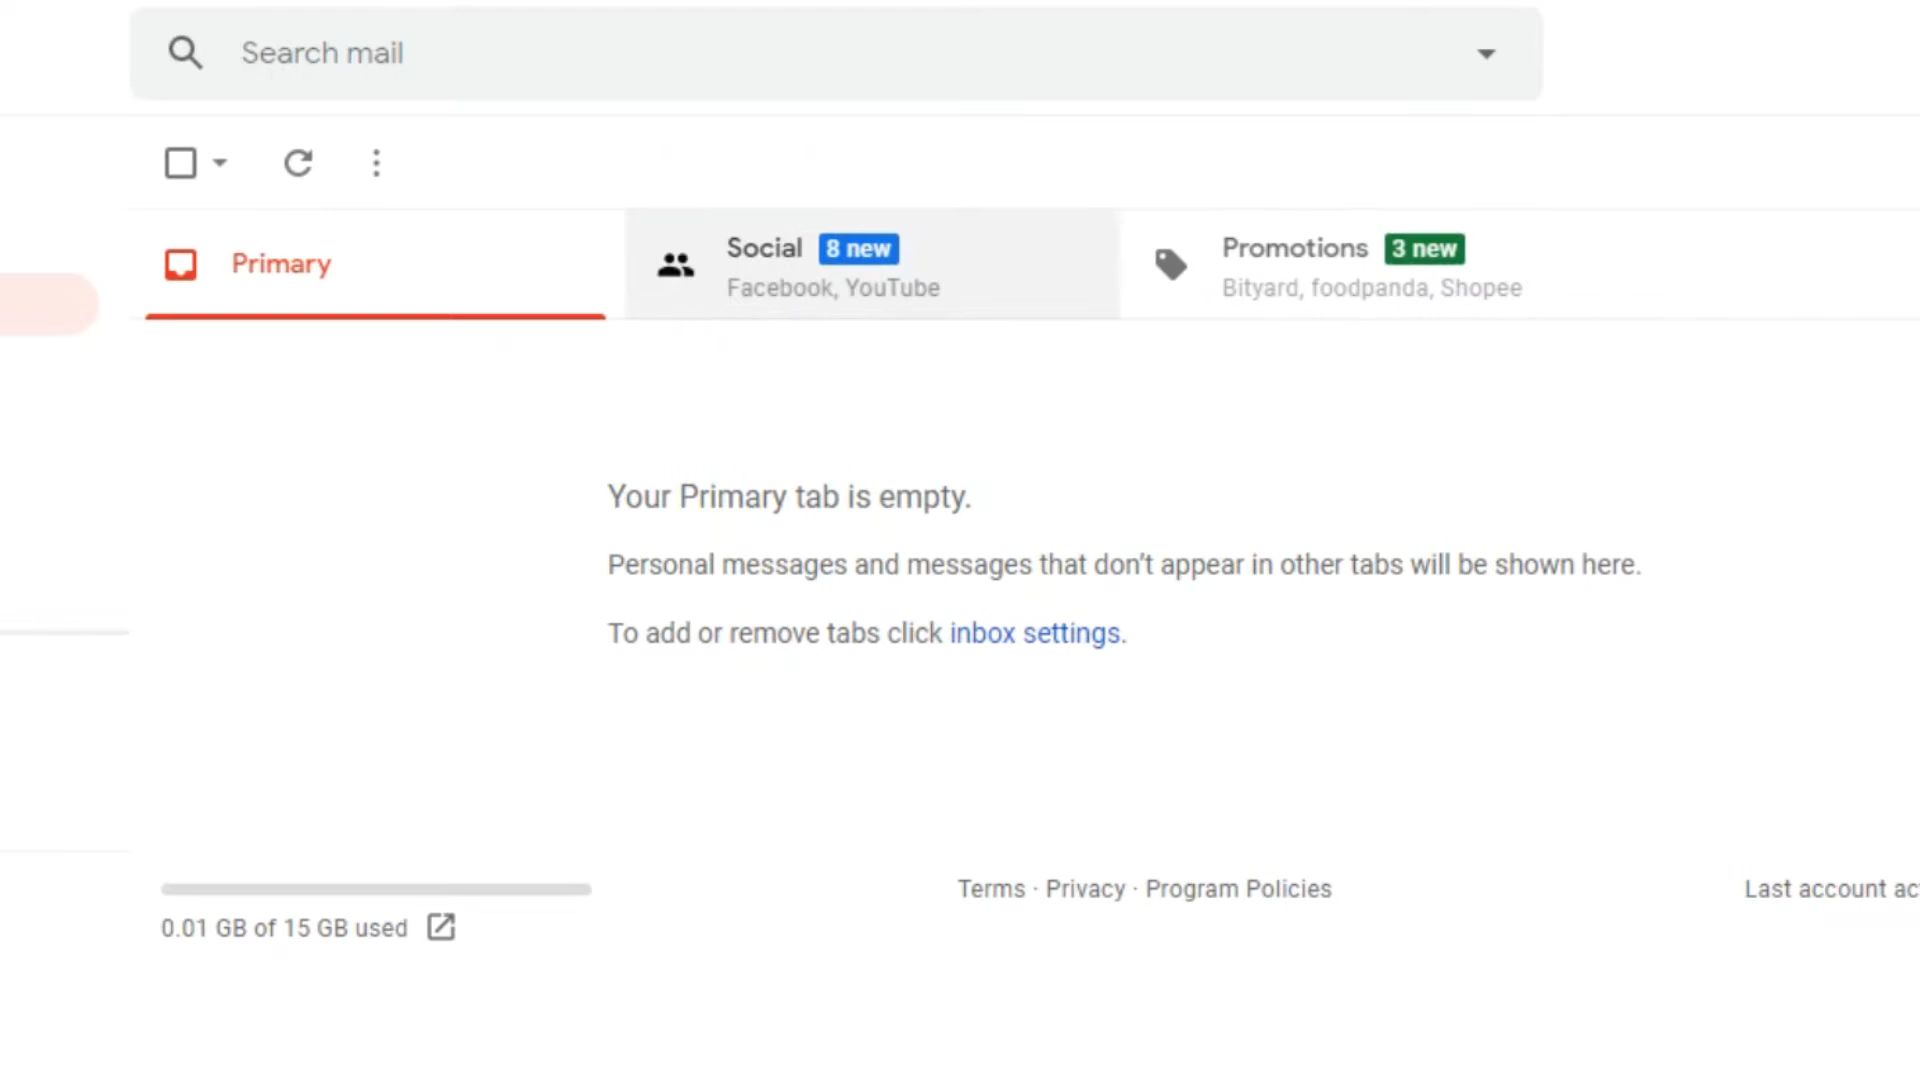 Search mail
Primary
Social 8 new
Facebook, YouTube
Promotions 3 new
Bityard, foodpanda, Shopee
Your Primary tab is empty.
Personal messages and messages that don't appear in other tabs will be shown here.
To add or remove tabs click inbox settings.
0.01 GB of 15 GB used
Terms · Privacy · Program Policies
Last account